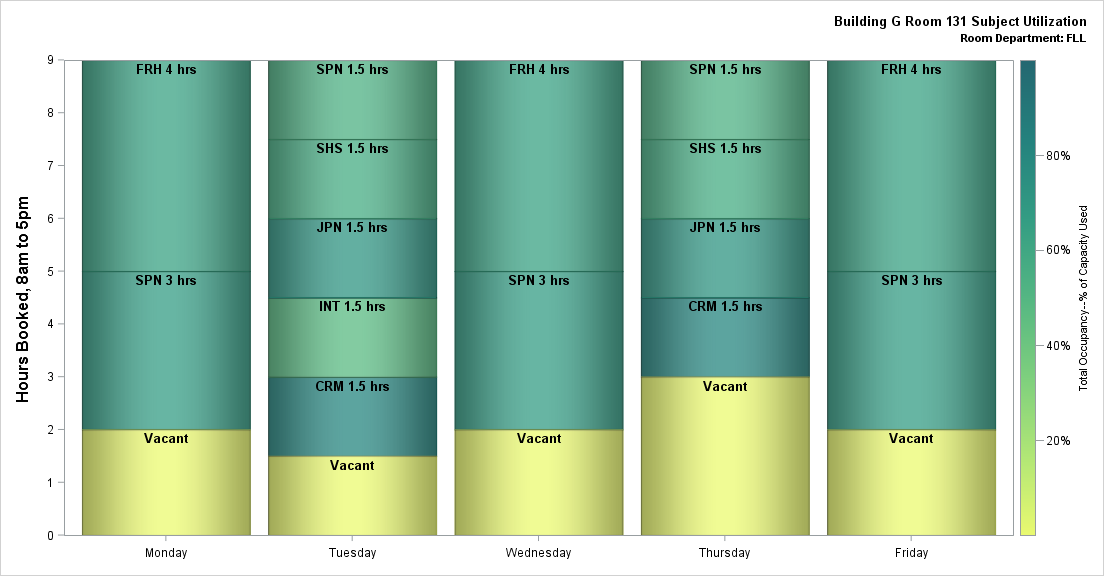 Building G Room 131 Subject Utilization
Room Department: FLL
Hours Booked, 8am to 5pm
9
8
7
6
5
4
3
2
1
0
FRH 4 hrs
SPN 3 hrs
Vacant
SPN 1.5 hrs
SHS 1.5 hrs
JPN 1.5 hrs
INT 1.5 hrs
CRM 1.5 hrs
Vacant
FRH 4 hrs
SPN 3 hrs
Vacant
SPN 1.5 hrs
SHS 1.5 hrs
JPN 1.5 hrs
CRM 1.5 hrs
Vacant
FRH 4 hrs
SPN 3 hrs
Vacant
Monday
Tuesday
Wednesday
Thursday
Friday
80%
60%
40%
20%
Total Occupancy--% of Capacity Used